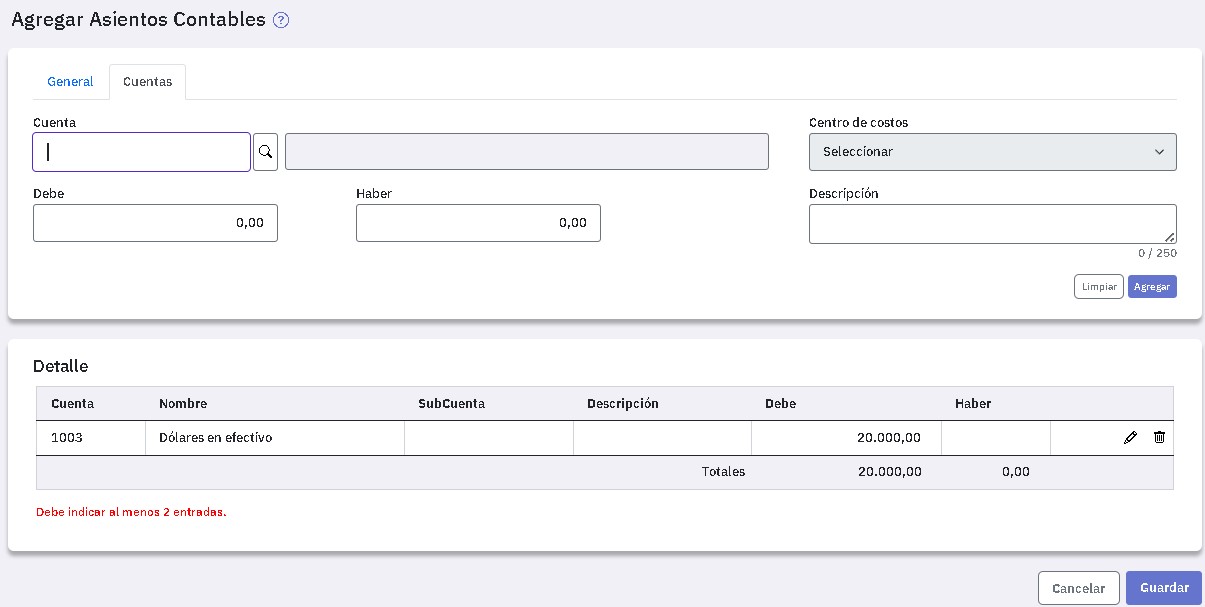 Agregar Asientos Contables ?
General Cuentas
Cuenta Centro de costos
Seleccionar
Debe Haber Descripción
0,00 0,00
0 / 250
Limpiar Agregar
Detalle
Cuenta Nombre SubCuenta Descripción Debe Haber
1003 Dólares en efectivo 20.000,00
Totales 20.000,00 0,00
Debe indicar al menos 2 entradas.
Cancelar Guardar